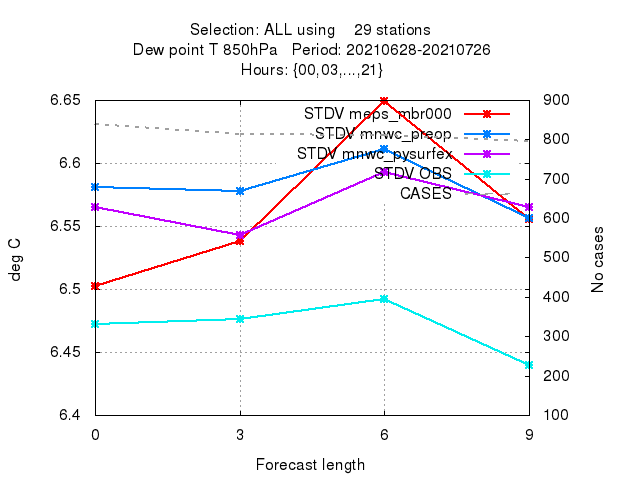 Selection: ALL using 29 stations
Dew point T 850hPa Period: 20210628-20210726
Hours: {00,03,...,21}
6.65
6.6
6.55
6.5
6.45
6.4
deg C
STDV meps_mbr000
STDV mnwc_preop
STDV mnwc_pysurfex
STDV OBS
CASES
900
800
700
600
500
400
300
200
100
No cases
0 3 6 9
Forecast length